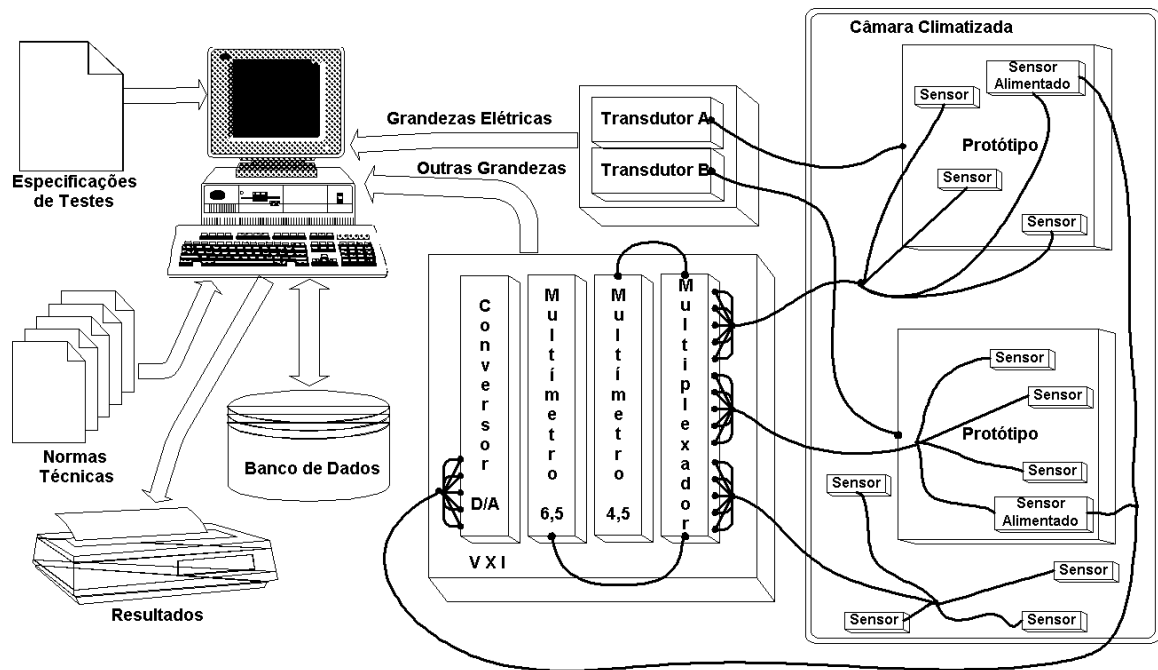 Câmara Climatizada
Sensor
Alimentado
Sensor
Protótipo
Sensor
Sensor
Especificações
de Testes
Grandezas Elétricas
Outras Grandezas
Transdutor A
Transdutor B
Conversor
D/A
Multímetro
6,5
Multímetro
4,5
Multiplexador
V X I
Sensor
Sensor
Protótipo
Sensor
Sensor
Alimentado
Sensor
Sensor
Sensor
Sensor
Normas
Técnicas
Banco de Dados
Resultados